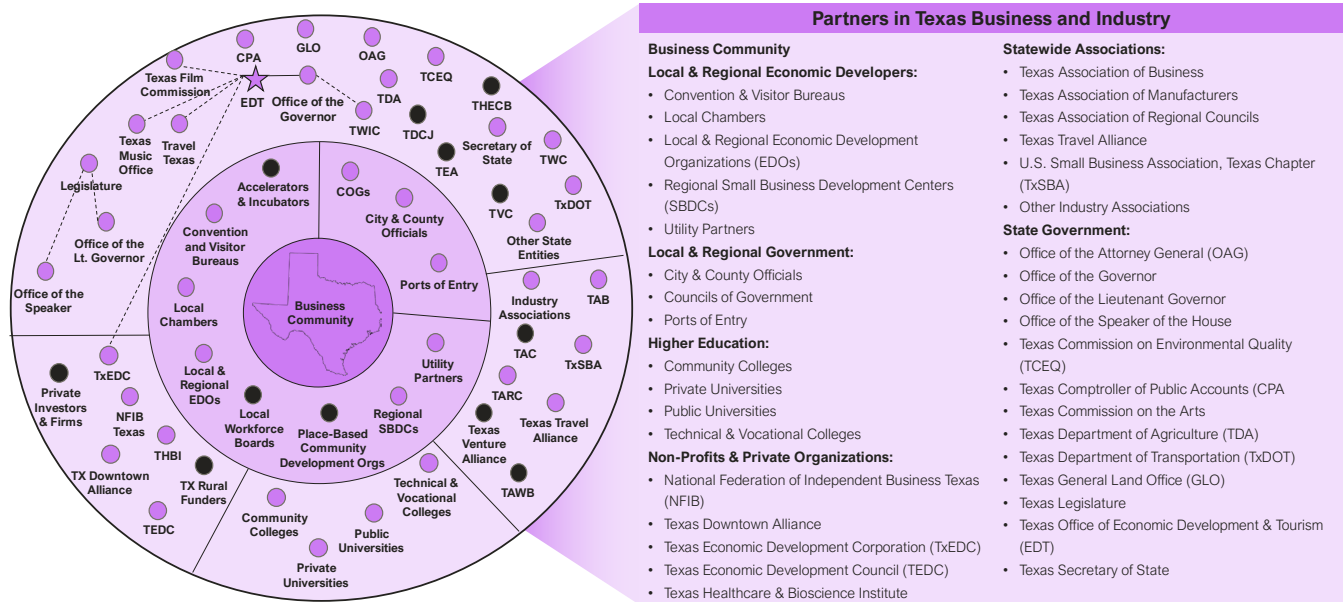 CPA
GLO
OAG
TCEQ
Texas Film
Commission
EDT
Office of the
Governor
TDA
TWIC
THECB
TDCJ
Secretary of
State
TEA
TWC
Texas
Music
Office
Travel
Texas
Legislature
Office of the
Lt. Governor
Office of the
Speaker
TVC
TxDOT
Other State
Entities
Accelerators
& Incubators
COGs
City & County
Officials
Convention
and Visitor
Bureaus
Ports of Entry
Local
Chambers
Business
Community
Local &
Regional
EDOs
Utility
Partners
Local
Workforce
Boards
Place-Based
Community
Development Orgs
Regional
SBDCs
Industry
Associations
TAB
TAC
TxSBA
TARC
Texas
Venture
Alliance
Texas Travel
Alliance
TAWB
TxEDC
Private
Investors
& Firms
NFIB
Texas
THBI
TX Downtown
Alliance
TX Rural
Funders
TEDC
Community
Colleges
Private
Universities
Public
Universities
Technical &
Vocational
Colleges
Partners in Texas Business and Industry
Business Community
Local & Regional Economic Developers:
• Convention & Visitor Bureaus
• Local Chambers
• Local & Regional Economic Development
Organizations (EDOs)
• Regional Small Business Development Centers
(SBDCs)
• Utility Partners
Local & Regional Government:
• City & County Officials
• Councils of Government
• Ports of Entry
Higher Education:
• Community Colleges
• Private Universities
• Public Universities
• Technical & Vocational Colleges
Non-Profits & Private Organizations:
• National Federation of Independent Business Texas
(NFIB)
• Texas Downtown Alliance
• Texas Economic Development Corporation (TxEDC)
• Texas Economic Development Council (TEDC)
• Texas Healthcare & Bioscience Institute
Statewide Associations:
• Texas Association of Business
• Texas Association of Manufacturers
• Texas Association of Regional Councils
• Texas Travel Alliance
• U.S. Small Business Association, Texas Chapter
(TxSBA)
• Other Industry Associations
State Government:
• Office of the Attorney General (OAG)
• Office of the Governor
• Office of the Lieutenant Governor
• Office of the Speaker of the House
• Texas Commission on Environmental Quality
(TCEQ)
• Texas Comptroller of Public Accounts (CPA
• Texas Commission on the Arts
• Texas Department of Agriculture (TDA)
• Texas Department of Transportation (TxDOT)
• Texas General Land Office (GLO)
• Texas Legislature
• Texas Office of Economic Development & Tourism
(EDT)
• Texas Secretary of State